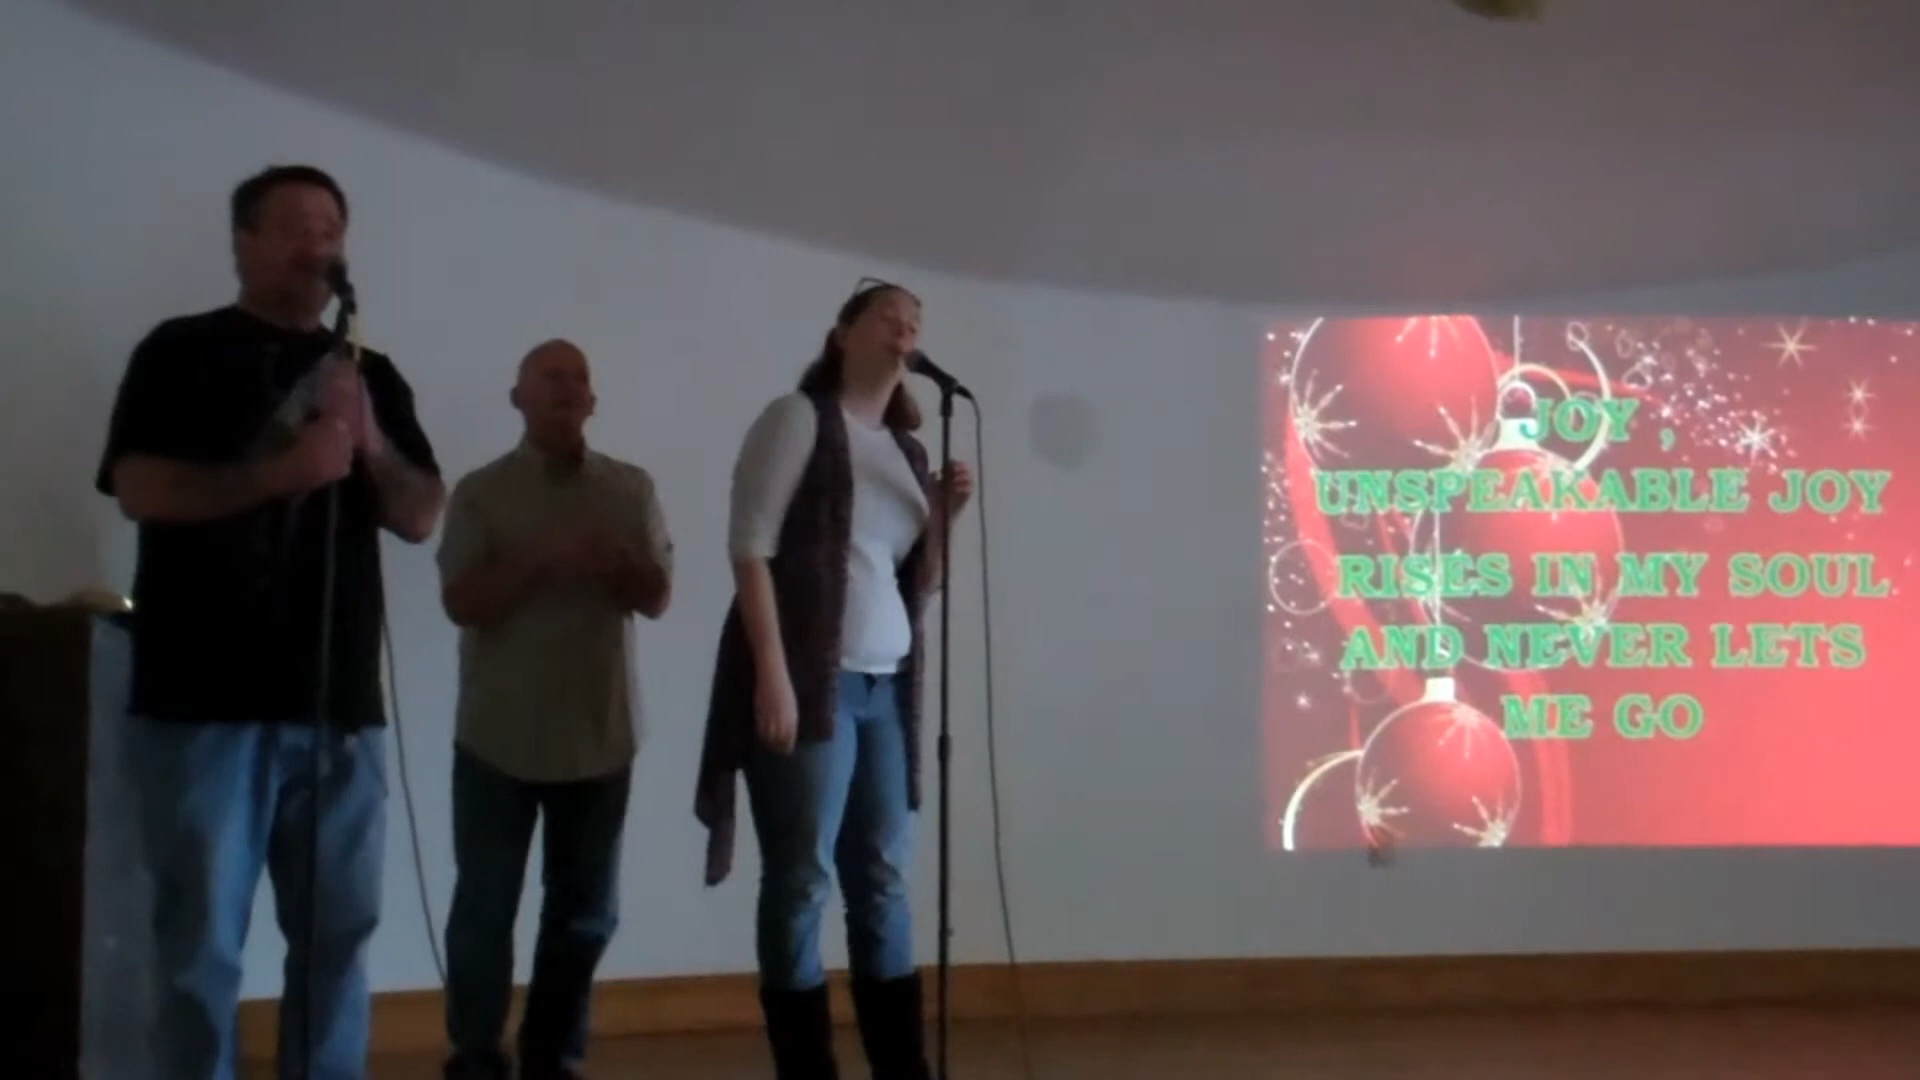 JOY ,
UNSPEAKABLE JOY
RISES IN MY SOUL
AND NEVER LETS
ME GO